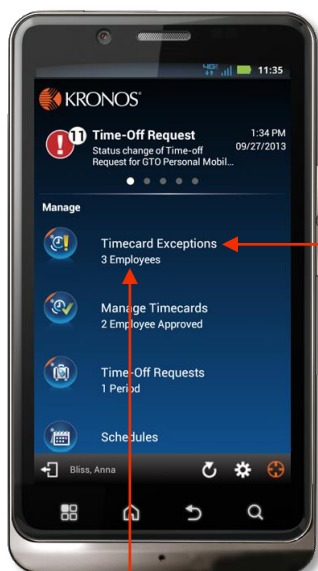 4G
11:35
KRONOS®
11
Time-Off Request
1:34 PM
Status change of Time-off
09/27/2013
Request for GTO Personal Mobil...
Manage
Timecard Exceptions
3 Employees
Manage Timecards
2 Employee Approved
Time-Off Requests
1 Period
Schedules
Bliss, Anna